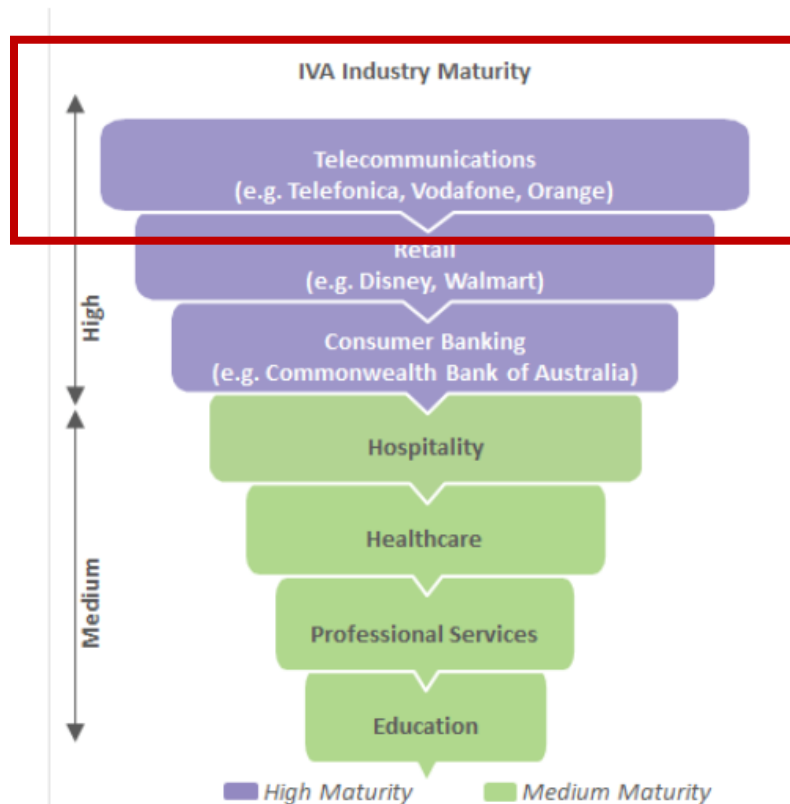 IVA Industry Maturity
Telecommunications
(e.g. Telefonica, Vodafone, Orange)
Retail
(e.g. Disney, Walmart)
High
Consumer Banking
(e.g. Commonwealth Bank of Australia)
Hospitality
Healthcare
Medium
Professional Services
Education
High Maturity
Medium Maturity